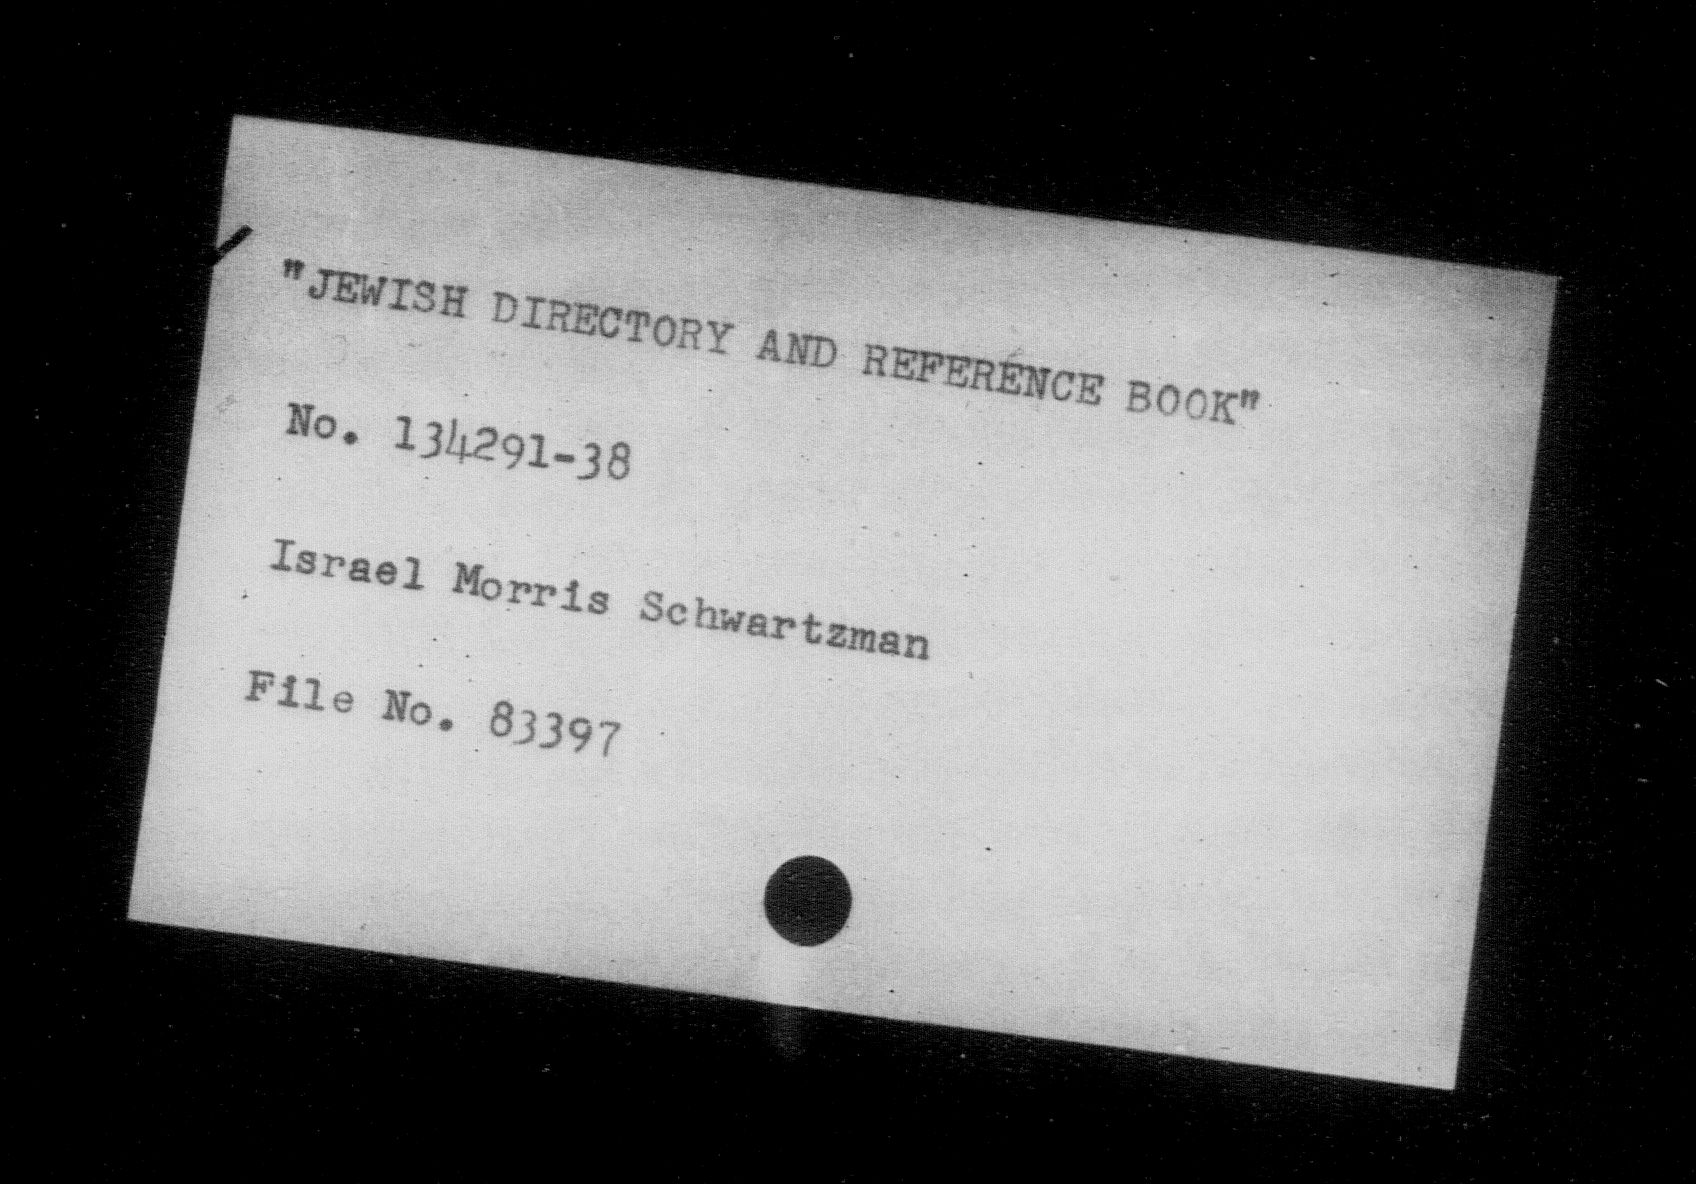 "JEWISH DIRECTORY AND REFERENCE BOOK"
No. 134291-38
Israel Morris Schwartzman
File No. 83397